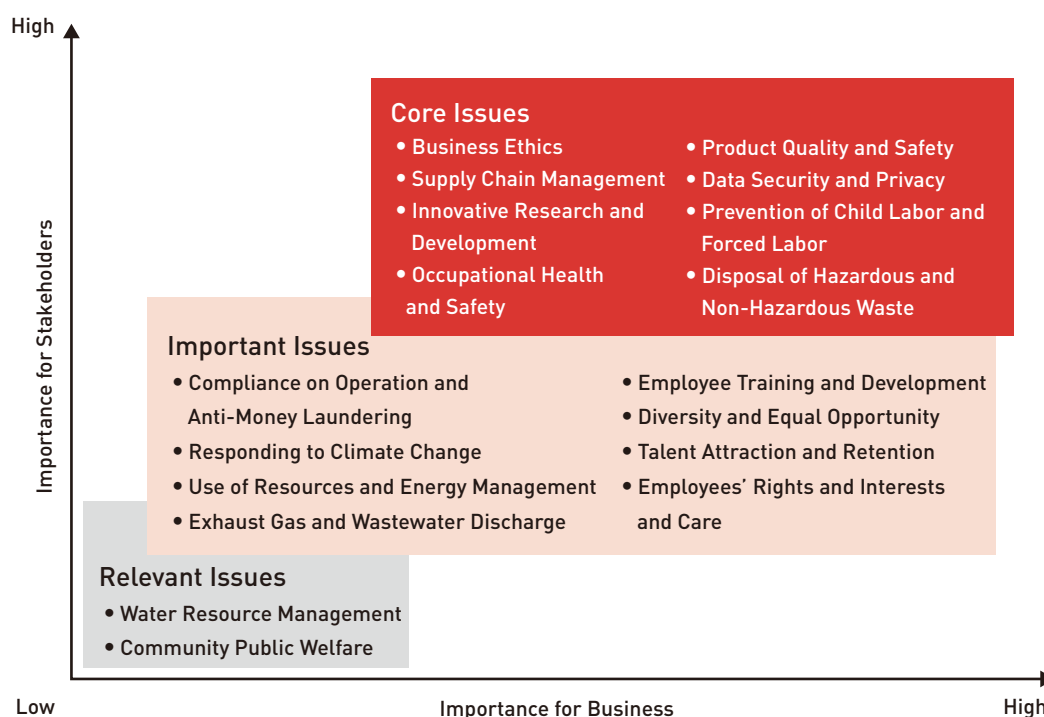 High
Importance for Stakeholders
Core Issues
• Business Ethics
• Supply Chain Management
• Innovative Research and
Development
• Occupational Health
and Safety
• Product Quality and Safety
• Data Security and Privacy
• Prevention of Child Labor and
Forced Labor
• Disposal of Hazardous and
Non-Hazardous Waste
Important Issues
• Compliance on Operation and
Anti-Money Laundering
• Responding to Climate Change
• Use of Resources and Energy Management
• Exhaust Gas and Wastewater Discharge
• Employee Training and Development
• Diversity and Equal Opportunity
• Talent Attraction and Retention
• Employees’ Rights and Interests
and Care
Relevant Issues
• Water Resource Management
• Community Public Welfare
Low
Importance for Business
High